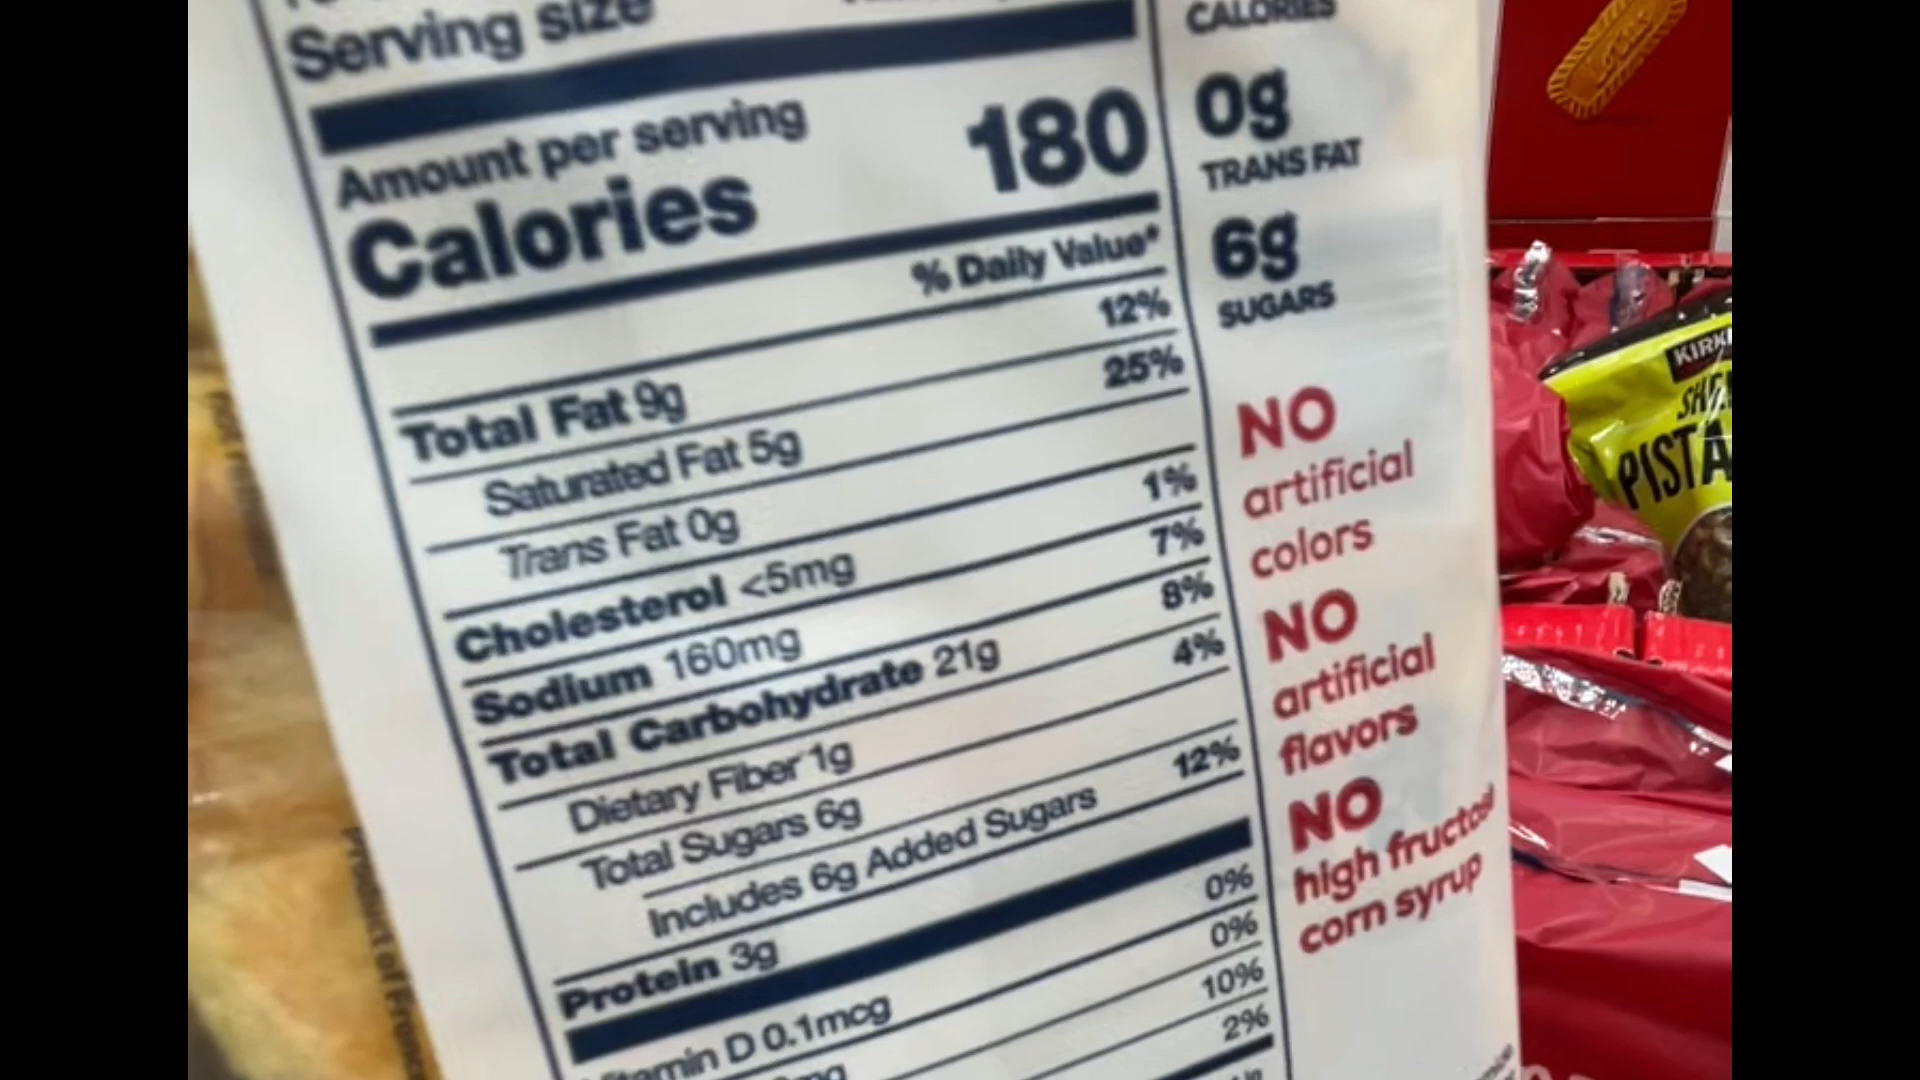 Serving size
Amount per serving
Calories 180
% Daily Value*
Total Fat 9g 12%
Saturated Fat 5g 25%
Trans Fat 0g
Cholesterol <5mg 1%
Sodium 160mg 7%
Total Carbohydrate 21g 8%
Dietary Fiber 1g 4%
Total Sugars 6g
Includes 6g Added Sugars 12%
Protein 3g
D 0.1mcg 0%
0%
10%
2%
CALORIES
0g
TRANS FAT
6g
SUGARS
NO
artificial
colors
NO
artificial
flavors
NO
high fructose
corn syrup
Product of France